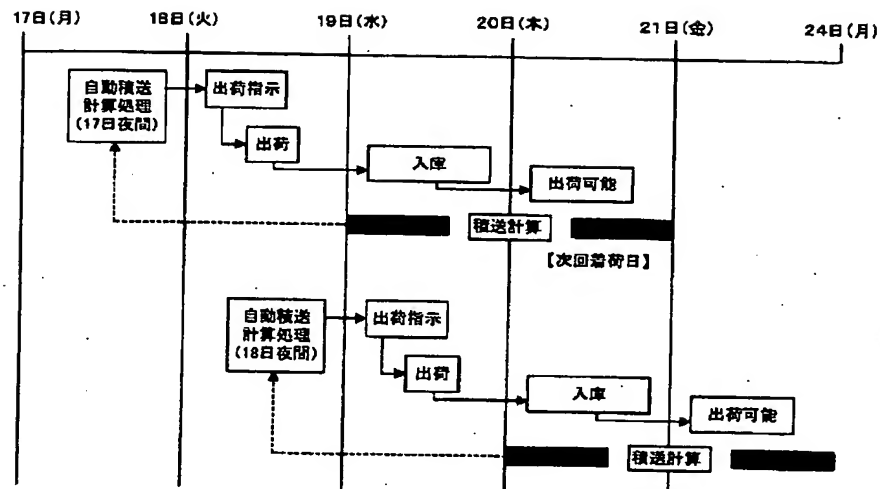 17日(月)
18日(火)
19日(水)
20日(木)
21日(金)
24日(月)
自動積送
計算処理
(17日夜間)
出荷指示
出荷
入庫
出荷可能
積送計算
【次回着荷日】
自動積送
計算処理
(18日夜間)
出荷指示
出荷
入庫
出荷可能
積送計算